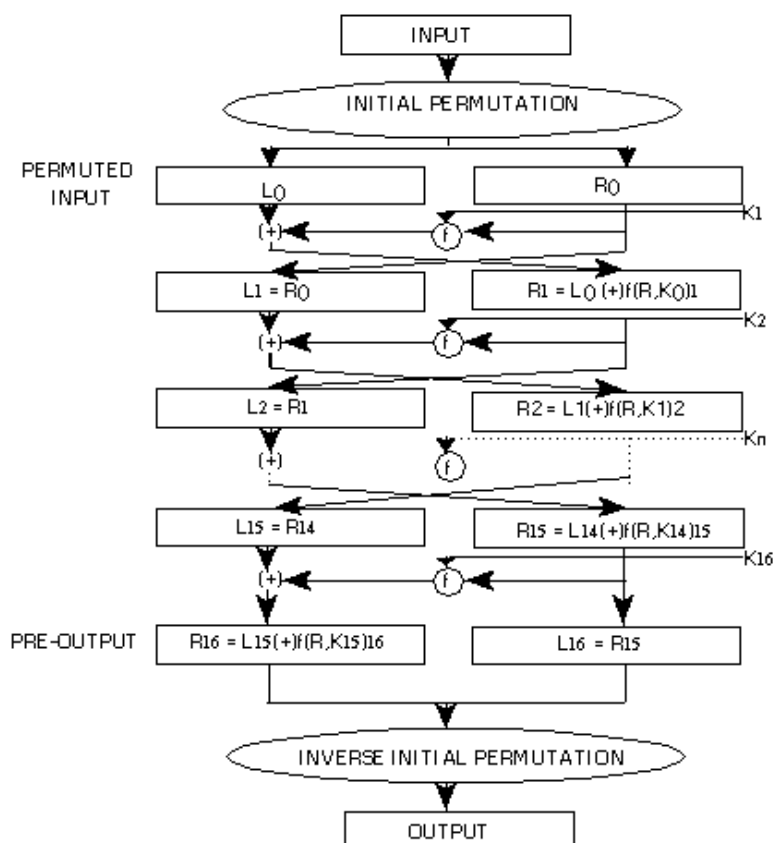 INPUT
INITIAL PERMUTATION
PERMUTED
INPUT
L0
R0
K1
(+)
f
L1 = R0
R1 = L0 (+)f(R,K0)1
K2
(+)
f
L2 = R1
R2 = L1(+)f(R,K1)2
Kn
(+)
f
L15 = R14
R15 = L14(+)f(R,K14)15
K16
(+)
f
PRE-OUTPUT
R16 = L15(+)f(R,K15)16
L16 = R15
INVERSE INITIAL PERMUTATION
OUTPUT